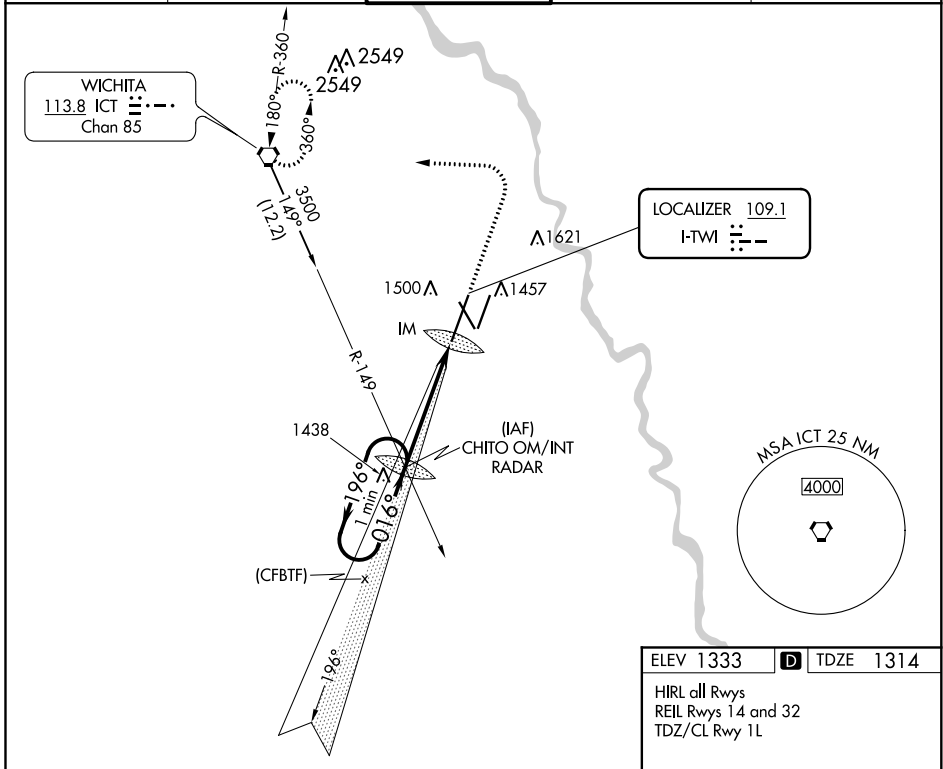 WICHITA
113.8 ICT
Chan 85
R-360
2549
2549
180°
360°
3500
149°
(12.2)
R-149
LOCALIZER 109.1
I-TWI
1621
1500
1457
IM
(IAF)
CHITO OM/INT
RADAR
1438
196°
1 min
016°
(CFBTF)
x
196°
MSA ICT 25 NM
4000
ELEV 1333 D TDZE 1314
HIRL all Rwys
REIL Rwys 14 and 32
TDZ/CL Rwy 1L